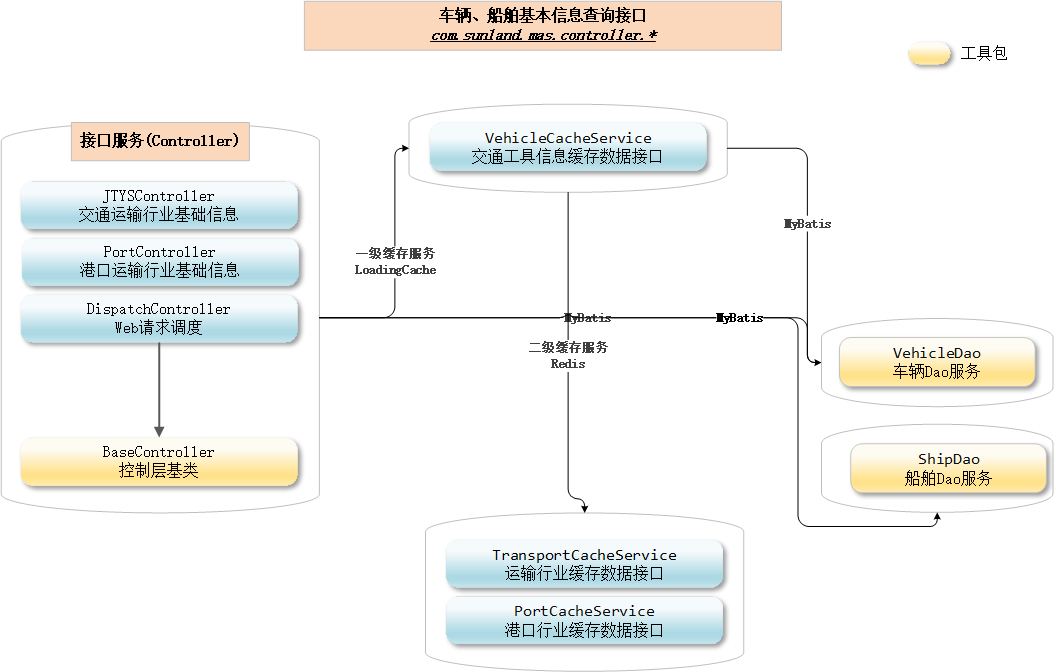 车辆、船舶基本信息查询接口
com.sunland.mas.controller.*
工具包
接口服务(Controller)
JTYSController
交通运输行业基础信息
PortController
港口运输行业基础信息
DispatchController
Web请求调度
BaseController
控制层基类
VehicleCacheService
交通工具信息缓存数据接口
一级缓存服务
LoadingCache
MyBatis
MyBatis
MyBatis
二级缓存服务
Redis
VehicleDao
车辆Dao服务
ShipDao
船舶Dao服务
TransportCacheService
运输行业缓存数据接口
PortCacheService
港口行业缓存数据接口